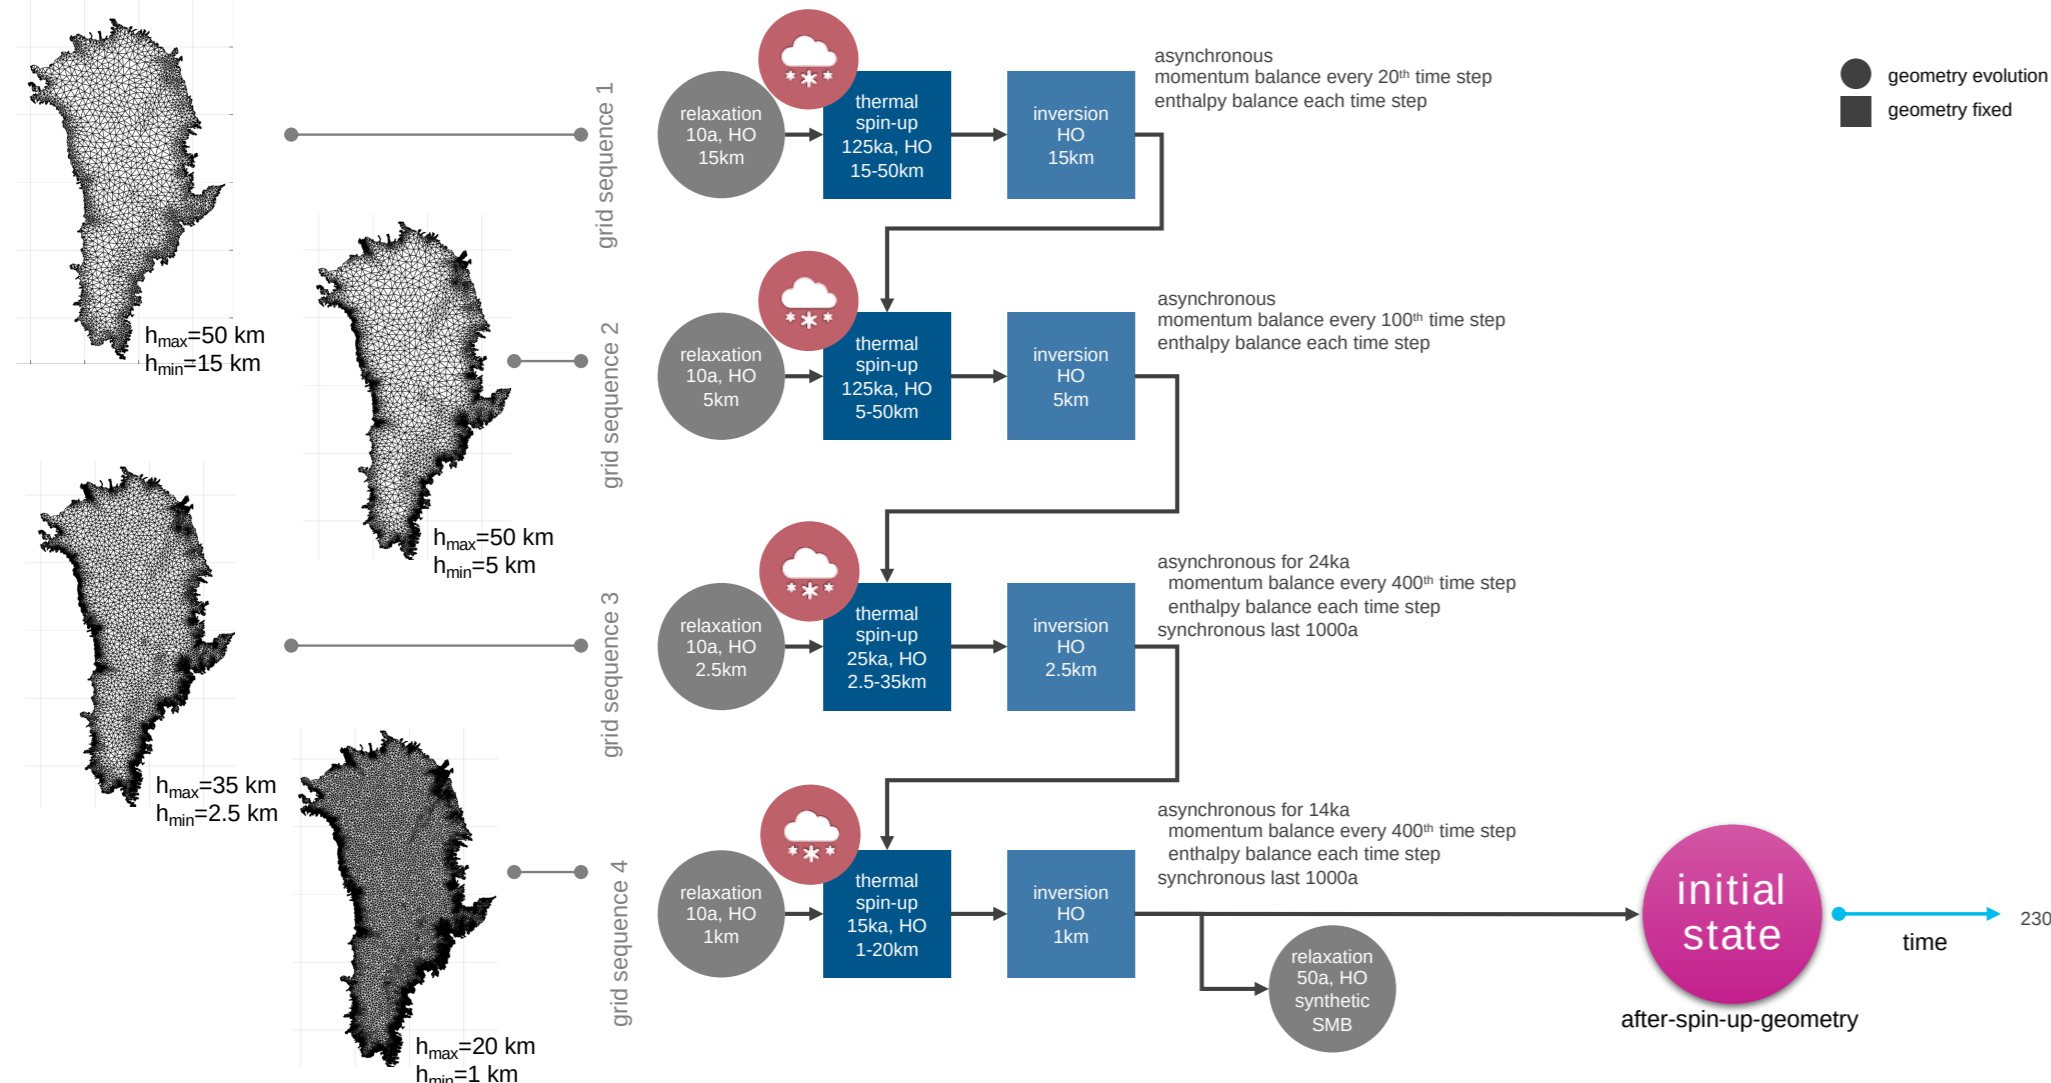 hmax=50 km
hmin=15 km
grid sequence 1
relaxation
10a, HO
15km
thermal
spin-up
125ka, HO
15-50km
inversion
HO
15km
asynchronous
momentum balance every 20th time step
enthalpy balance each time step
geometry evolution
geometry fixed
hmax=50 km
hmin=5 km
grid sequence 2
relaxation
10a, HO
5km
thermal
spin-up
125ka, HO
5-50km
inversion
HO
5km
asynchronous
momentum balance every 100th time step
enthalpy balance each time step
hmax=35 km
hmin=2.5 km
grid sequence 3
relaxation
10a, HO
2.5km
thermal
spin-up
25ka, HO
2.5-35km
inversion
HO
2.5km
asynchronous for 24ka
momentum balance every 400th time step
enthalpy balance each time step
synchronous last 1000a
hmax=20 km
hmin=1 km
grid sequence 4
relaxation
10a, HO
1km
thermal
spin-up
15ka, HO
1-20km
inversion
HO
1km
asynchronous for 14ka
momentum balance every 400th time step
enthalpy balance each time step
synchronous last 1000a
relaxation
50a, HO
synthetic
SMB
initial
state
after-spin-up-geometry
time
230